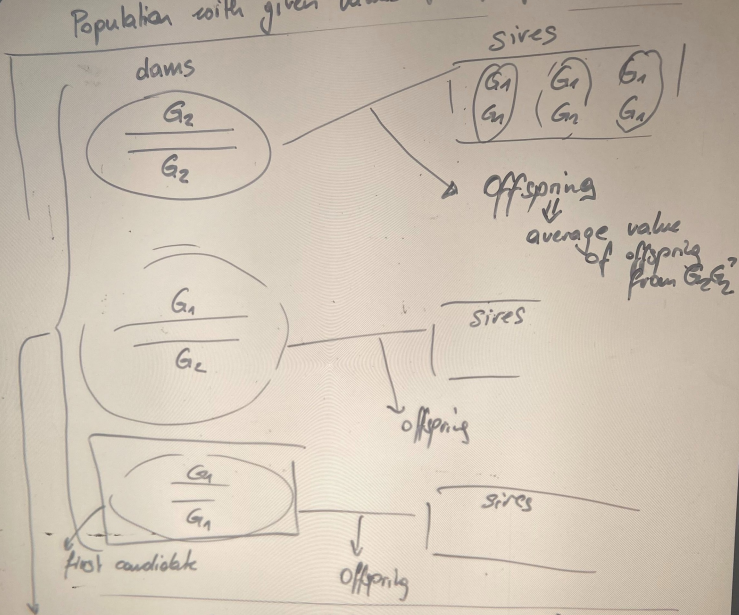 Population with given
sires
dams
G2
G2
G1 G1 G1
G1 G1
Offspring
average value
of offspring
from G2G2?
G1
G2
sires
offspring
G1
G1
sires
first candidate
Offspring